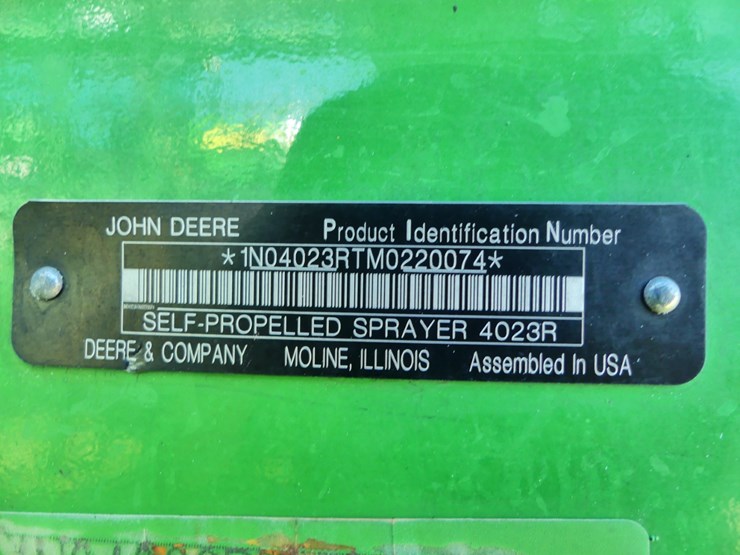 JOHN DEERE Product Identification Number
*1N04023RTM0220074*
SELF-PROPELLED SPRAYER 4023R
DEERE & COMPANY MOLINE, ILLINOIS Assembled In USA